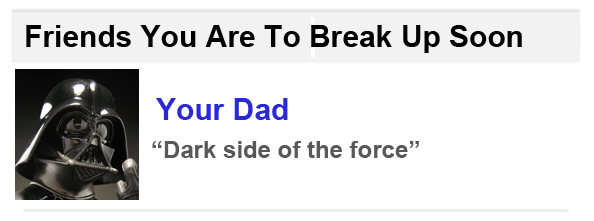 Friends You Are To Break Up Soon
Your Dad
“Dark side of the force”